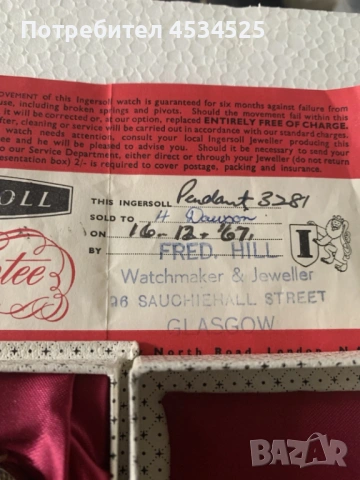 Потребител 4534525
MOVEMENT of this Ingersoll watch is guaranteed for six months against failure from
use, including broken springs and pivots. Should the movement fail within this
it will be corrected or, at our option, replaced ENTIRELY FREE OF CHARGE.
after, cleaning or service will be carried out in accordance with our standard charges.
watch needs attention, consult your local Ingersoll Jeweller producing this
and he will be pleased to advise you. Should it be necessary to send your
to our Service Department, either direct or through your Jeweller (do not return
presentation box) 2/- is required to cover postage, packing and insurance.
OLL
THIS INGERSOLL Pendant 3281
SOLD TO H Dawson
ON 16-12-'67.
BY FRED. HILL
I
Watchmaker & Jeweller
96 SAUCHIEHALL STREET
GLASGOW
North Road, London, N.
BAZAR
bg